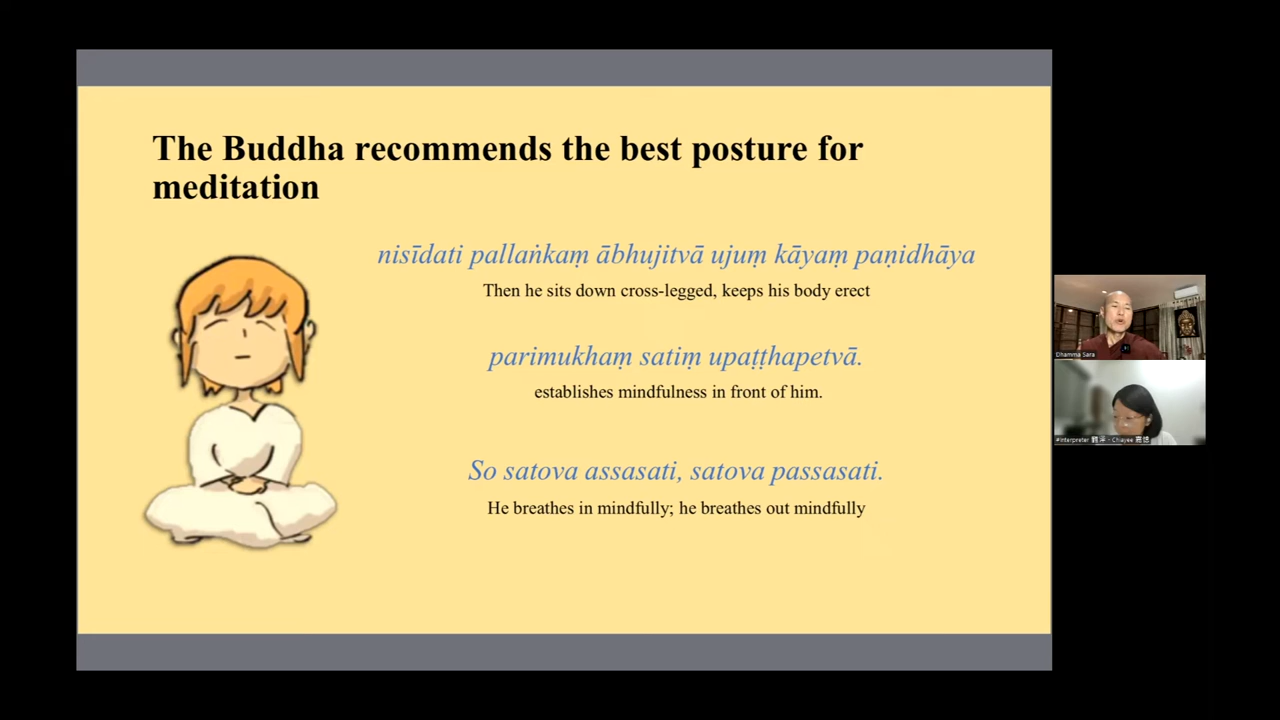 The Buddha recommends the best posture for
meditation
nisīdati pallaṅkaṃ ābhujitvā ujuṃ kāyaṃ paṇidhāya
Then he sits down cross-legged, keeps his body erect
parimukhaṃ satiṃ upaṭṭhapetvā.
establishes mindfulness in front of him.
So satova assasati, satova passasati.
He breathes in mindfully; he breathes out mindfully
Dhamma Sara
#Interpreter - Chiayee